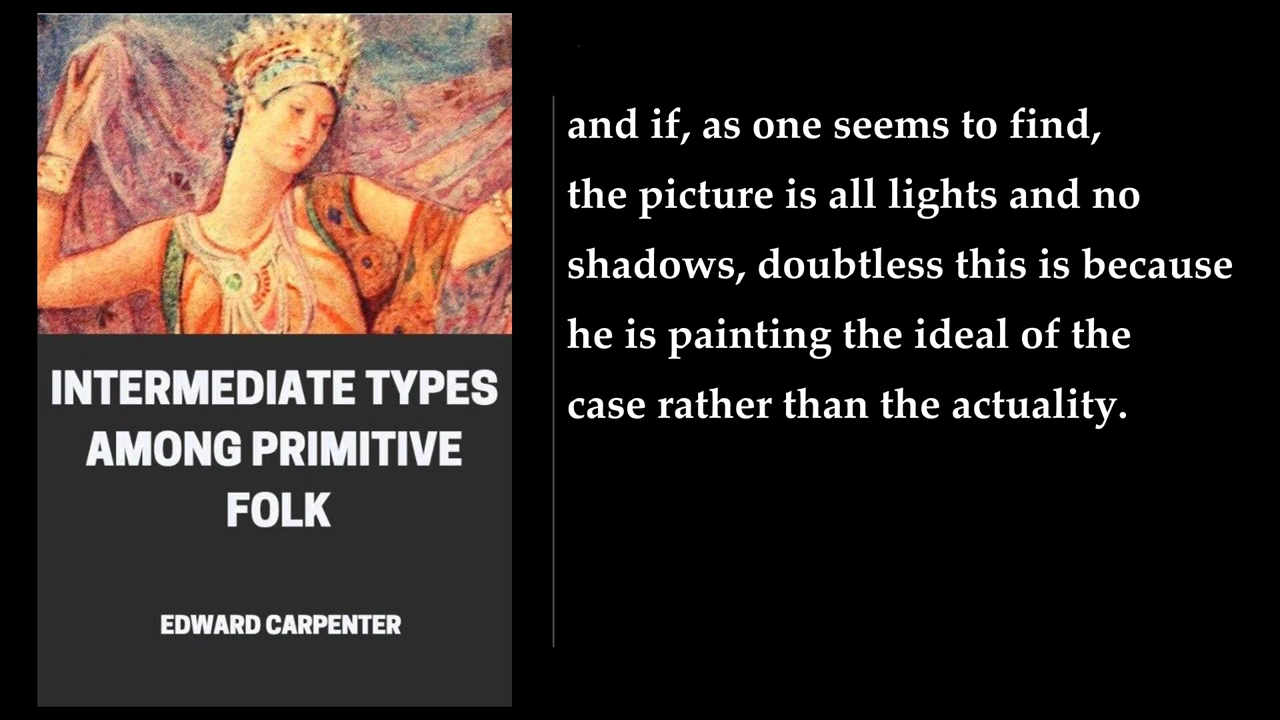 INTERMEDIATE TYPES
AMONG PRIMITIVE
FOLK
EDWARD CARPENTER
and if, as one seems to find,
the picture is all lights and no
shadows, doubtless this is because
he is painting the ideal of the
case rather than the actuality.